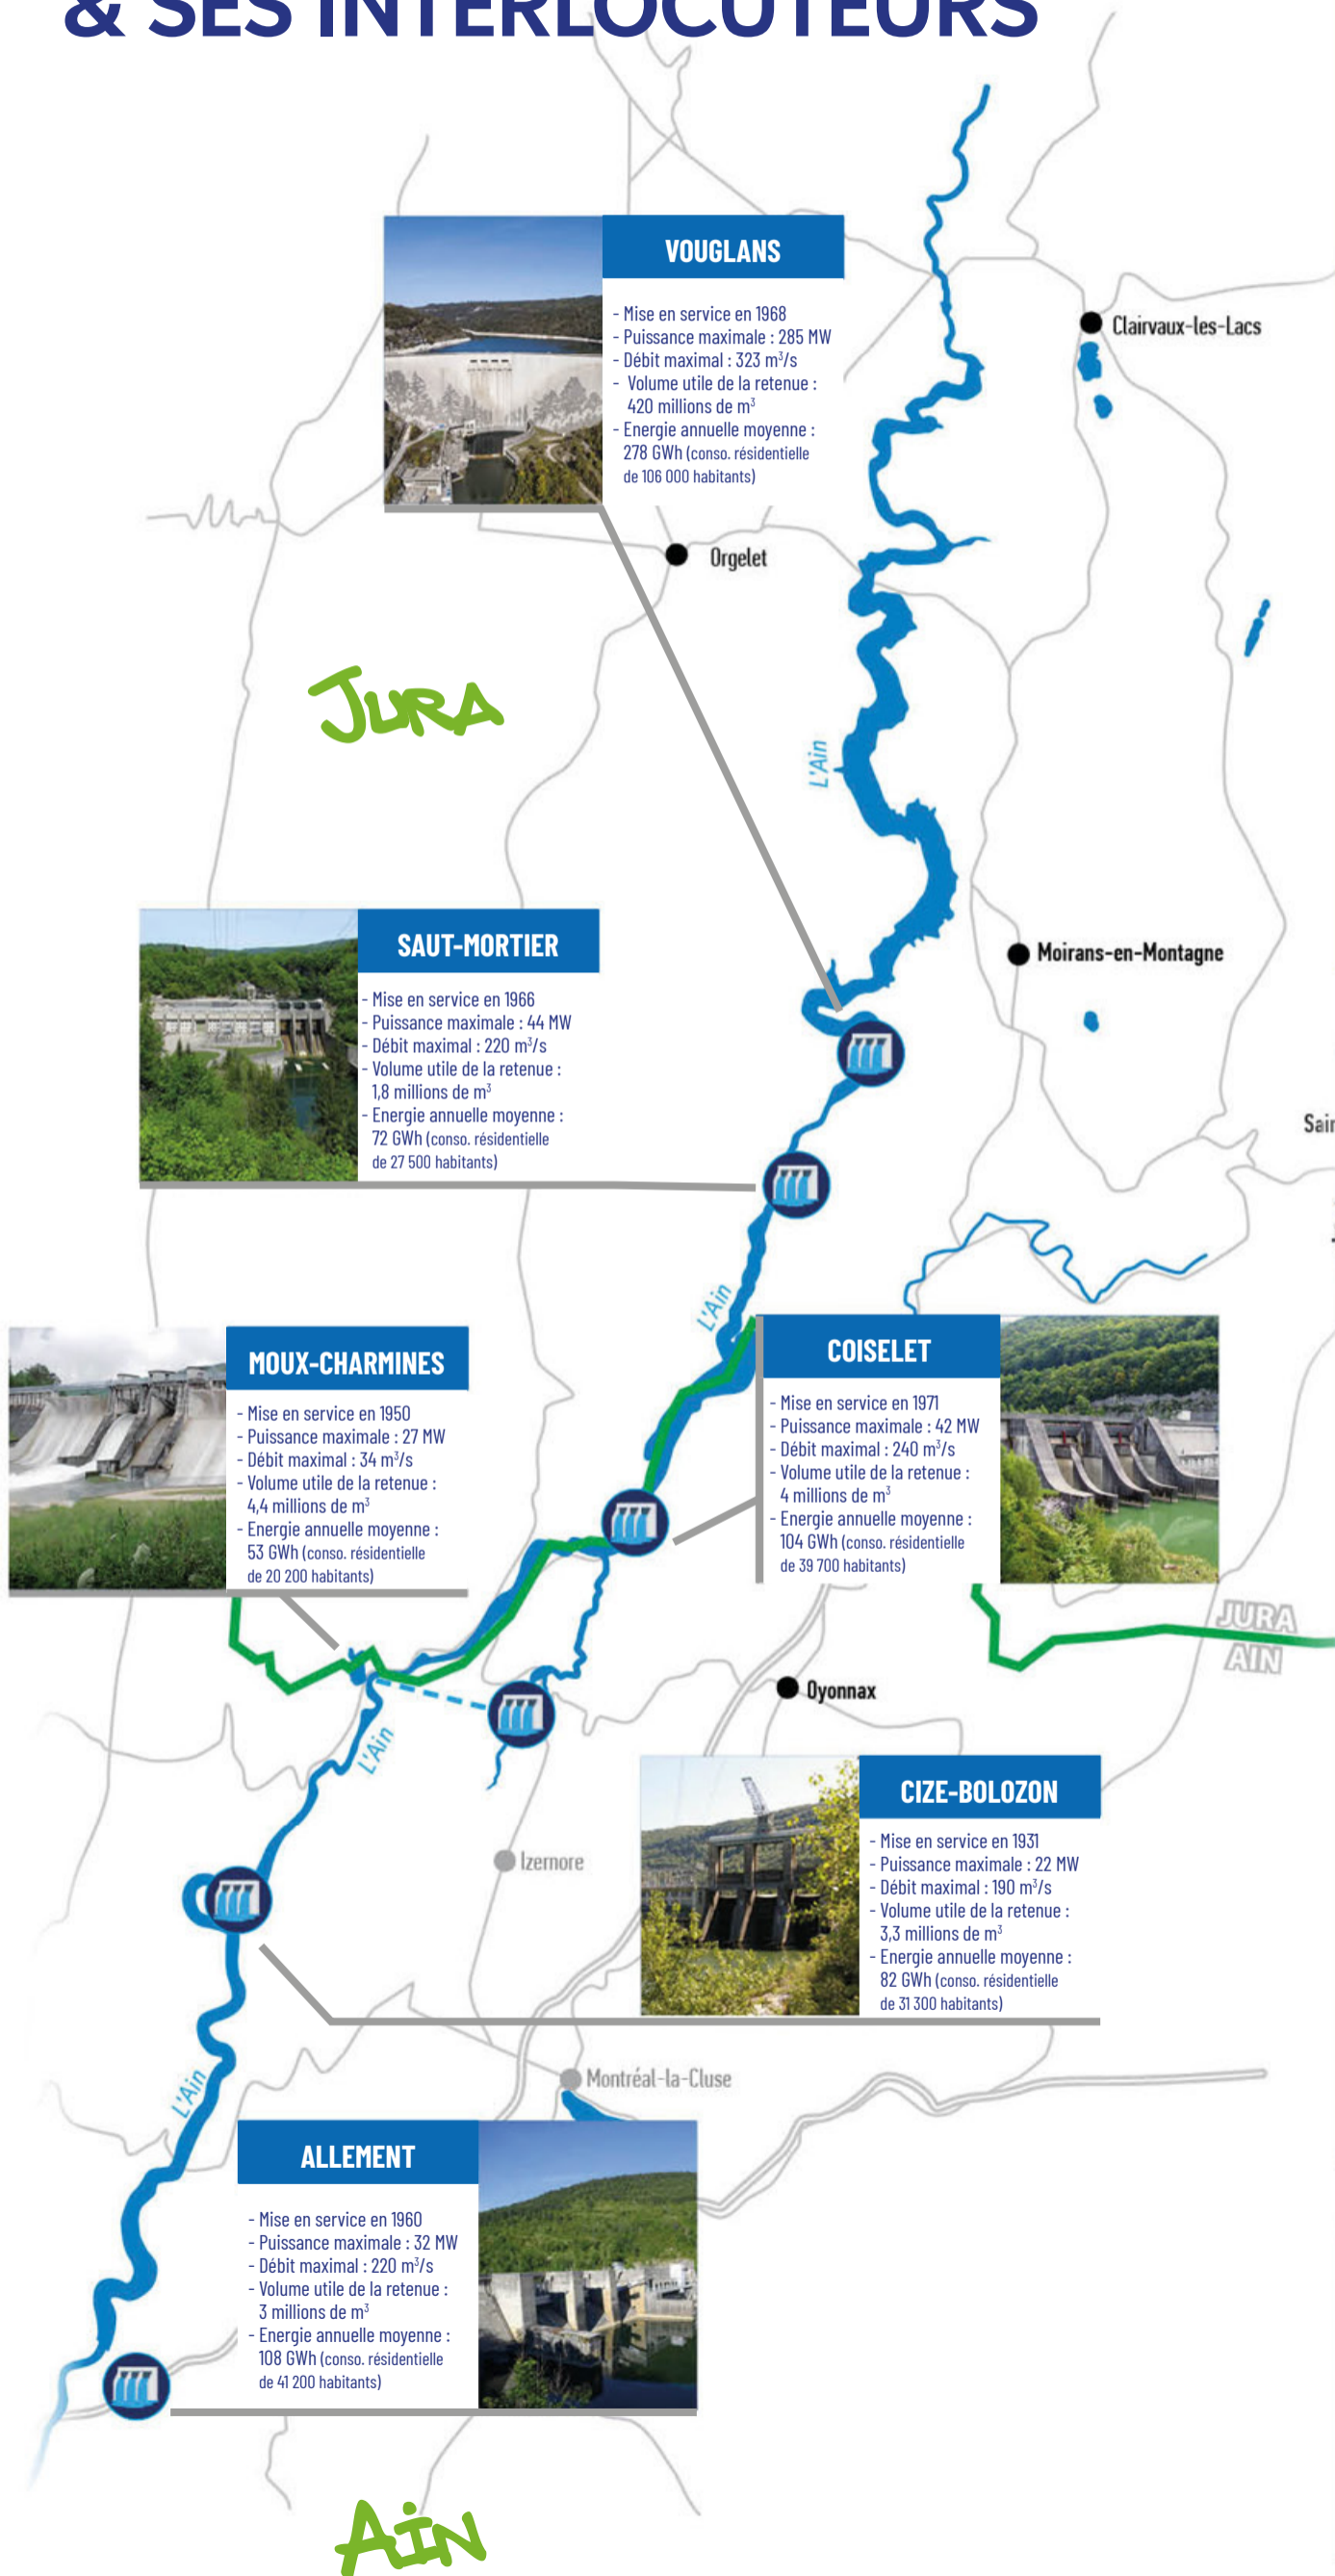 & SES INTERLOCUTEURS
VOUGLANS
- Mise en service en 1968
- Puissance maximale : 285 MW
- Débit maximal : 323 m³/s
- Volume utile de la retenue :
420 millions de m³
- Energie annuelle moyenne :
278 GWh (conso. résidentielle
de 106 000 habitants)
Clairvaux-les-Lacs
Orgelet
JURA
L'Ain
SAUT-MORTIER
- Mise en service en 1966
- Puissance maximale : 44 MW
- Débit maximal : 220 m³/s
- Volume utile de la retenue :
1,8 millions de m³
- Energie annuelle moyenne :
72 GWh (conso. résidentielle
de 27 500 habitants)
Moirans-en-Montagne
Sain
L'Ain
MOUX-CHARMINES
- Mise en service en 1950
- Puissance maximale : 27 MW
- Débit maximal : 34 m³/s
- Volume utile de la retenue :
4,4 millions de m³
- Energie annuelle moyenne :
53 GWh (conso. résidentielle
de 20 200 habitants)
COISELET
- Mise en service en 1971
- Puissance maximale : 42 MW
- Débit maximal : 240 m³/s
- Volume utile de la retenue :
4 millions de m³
- Energie annuelle moyenne :
104 GWh (conso. résidentielle
de 39 700 habitants)
JURA
AIN
Oyonnax
L'Ain
CIZE-BOLOZON
- Mise en service en 1931
- Puissance maximale : 22 MW
- Débit maximal : 190 m³/s
- Volume utile de la retenue :
3,3 millions de m³
- Energie annuelle moyenne :
82 GWh (conso. résidentielle
de 31 300 habitants)
Izernore
Montréal-la-Cluse
L'Ain
ALLEMENT
- Mise en service en 1960
- Puissance maximale : 32 MW
- Débit maximal : 220 m³/s
- Volume utile de la retenue :
3 millions de m³
- Energie annuelle moyenne :
108 GWh (conso. résidentielle
de 41 200 habitants)
AIN